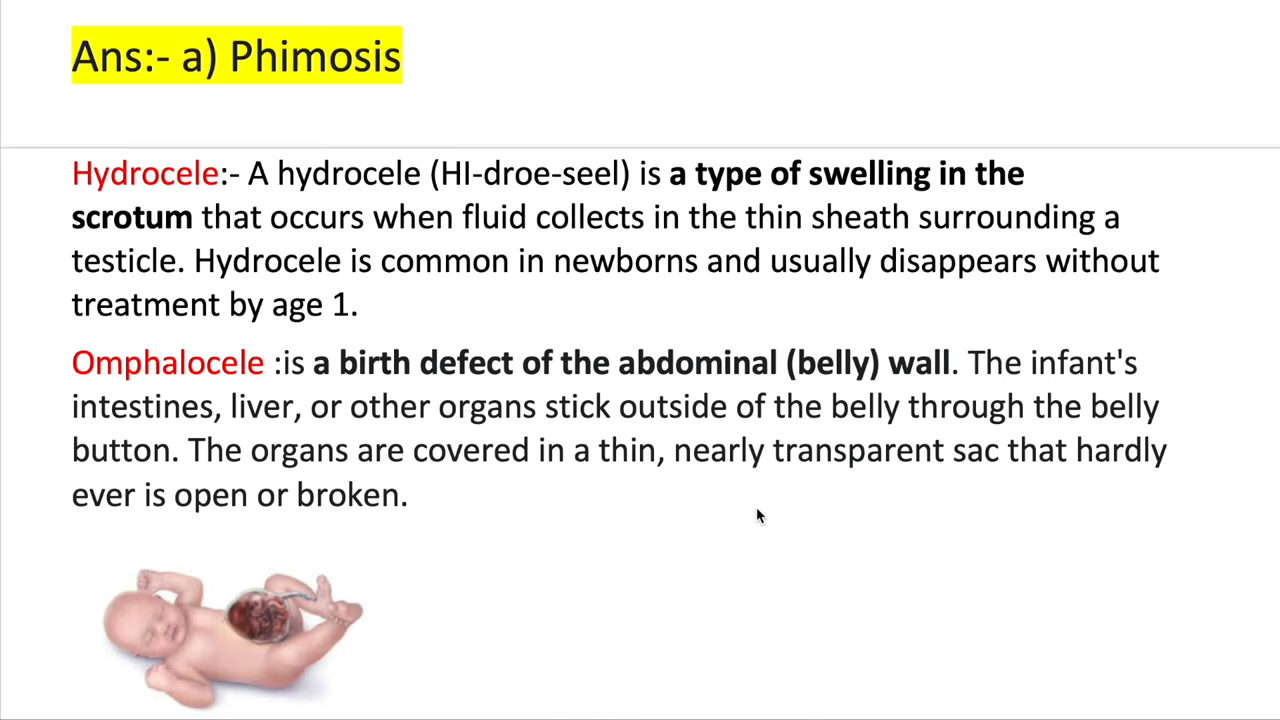 Ans:- a) Phimosis
Hydrocele:- A hydrocele (HI-droe-seel) is a type of swelling in the
scrotum that occurs when fluid collects in the thin sheath surrounding a
testicle. Hydrocele is common in newborns and usually disappears without
treatment by age 1.
Omphalocele :is a birth defect of the abdominal (belly) wall. The infant's
intestines, liver, or other organs stick outside of the belly through the belly
button. The organs are covered in a thin, nearly transparent sac that hardly
ever is open or broken.